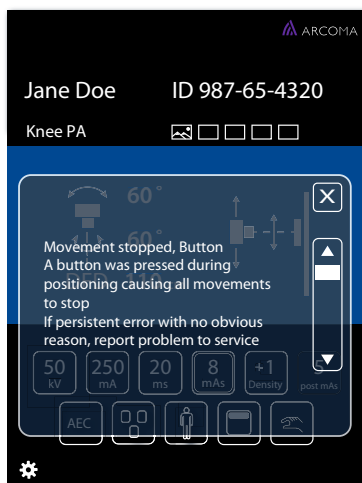 ARCOMA
Jane Doe ID 987-65-4320
Knee PA
60°
60°
Movement stopped, Button
A button was pressed during
positioning causing all movements
to stop
If persistent error with no obvious
reason, report problem to service
50 250 20 8 +1
kV mA ms mAs Density post mAs
AEC